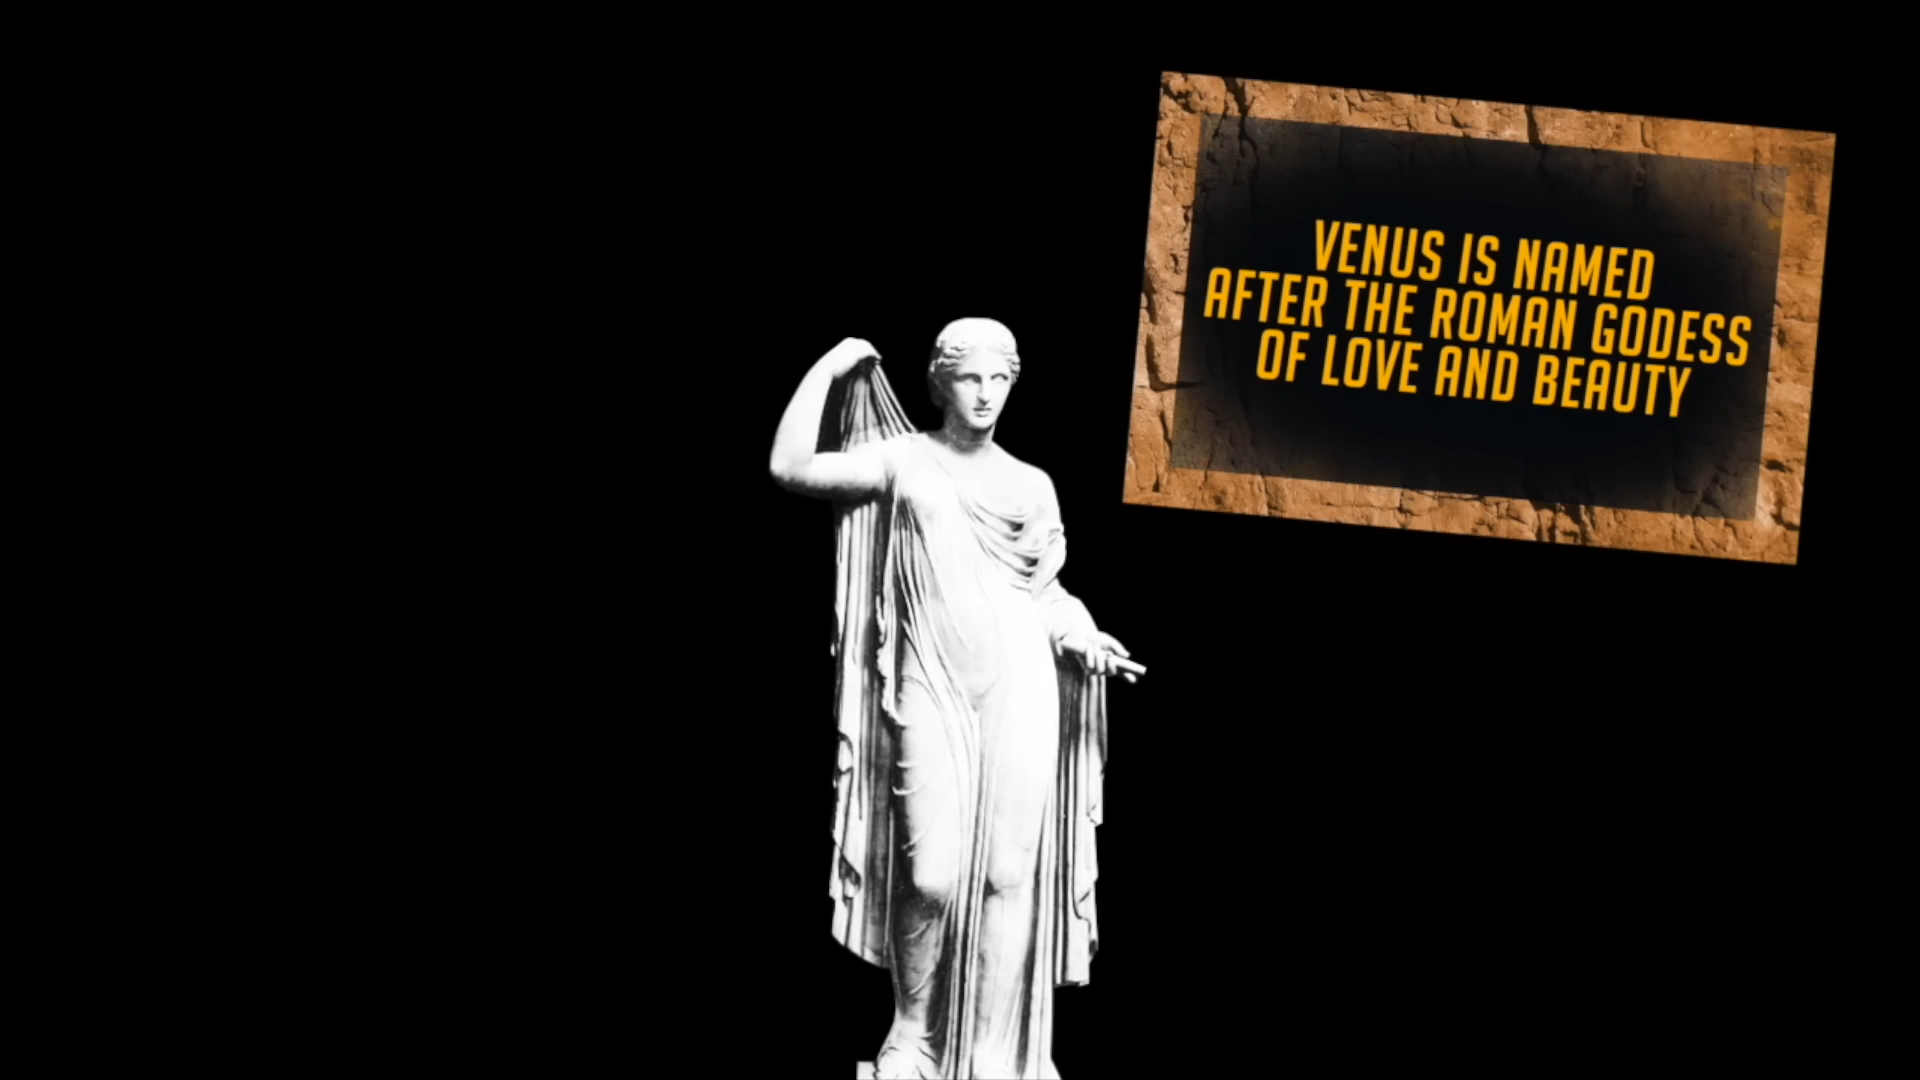 VENUS IS NAMED
AFTER THE ROMAN GODESS
OF LOVE AND BEAUTY